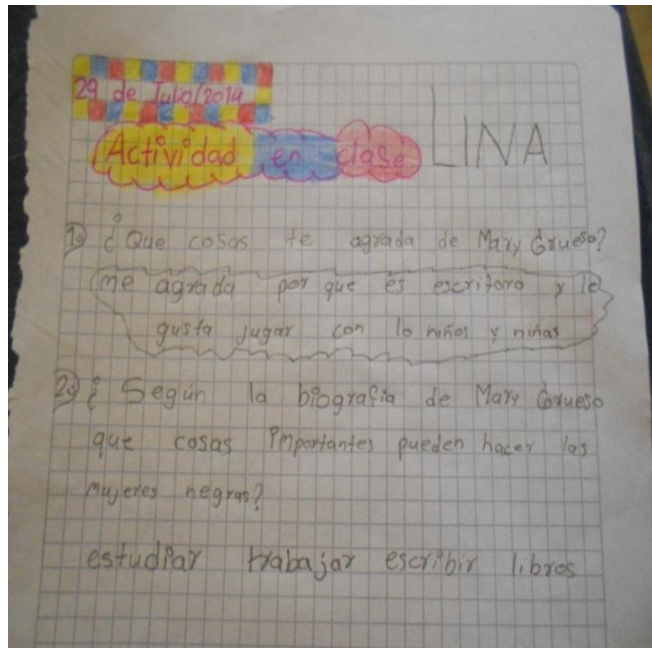 29 de Julio/2014
Actividad en clase
LINA
1) ¿Que cosas te agrada de Mary Grueso?
me agrada por que es escritora y le
gusta jugar con lo niños y niñas
2) ¿ Según la biografia de Mary Grueso
que cosas importantes pueden hacer las
mujeres negras?
estudiar trabajar escribir libros